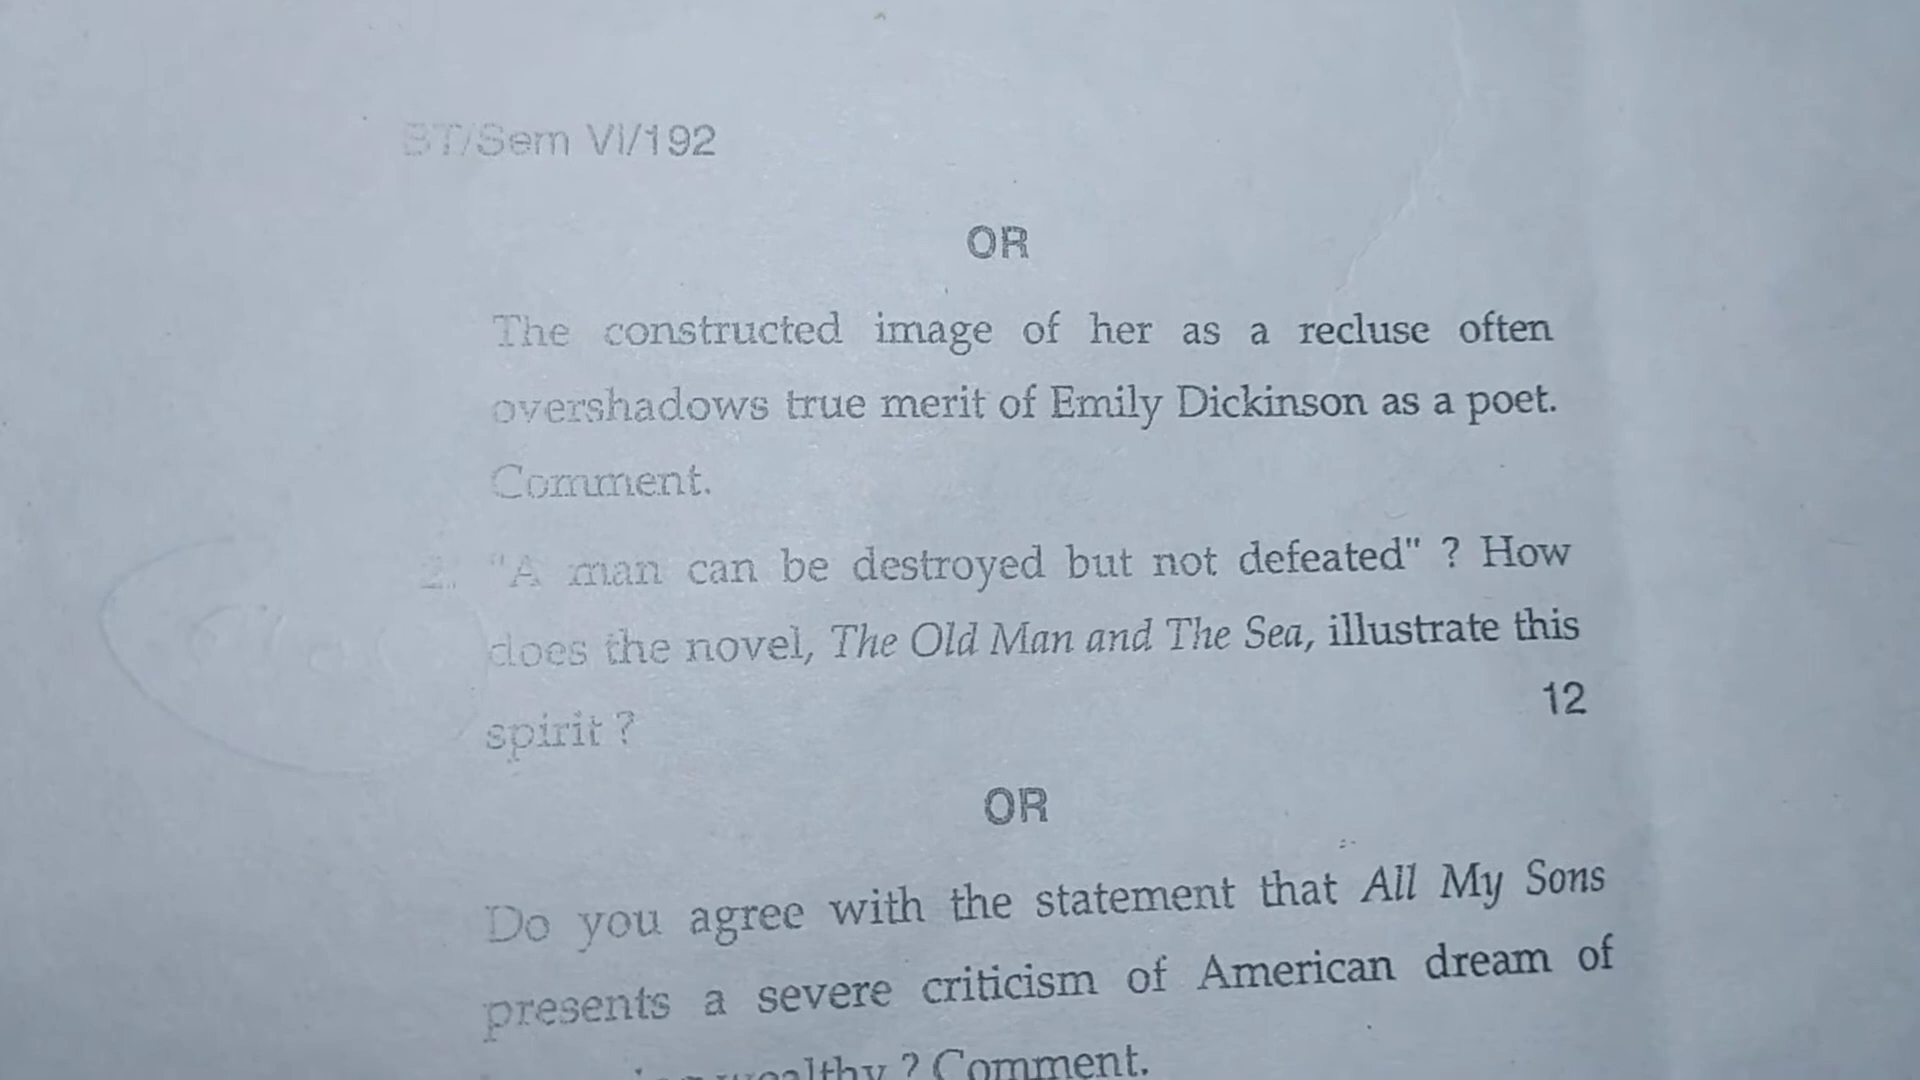 BT/Sem VI/192
OR
The constructed image of her as a recluse often
overshadows true merit of Emily Dickinson as a poet.
Comment.
2. "A man can be destroyed but not defeated" ? How
does the novel, The Old Man and The Sea, illustrate this
spirit ?
12
OR
Do you agree with the statement that All My Sons
presents a severe criticism of American dream of
wealthy ? Comment.